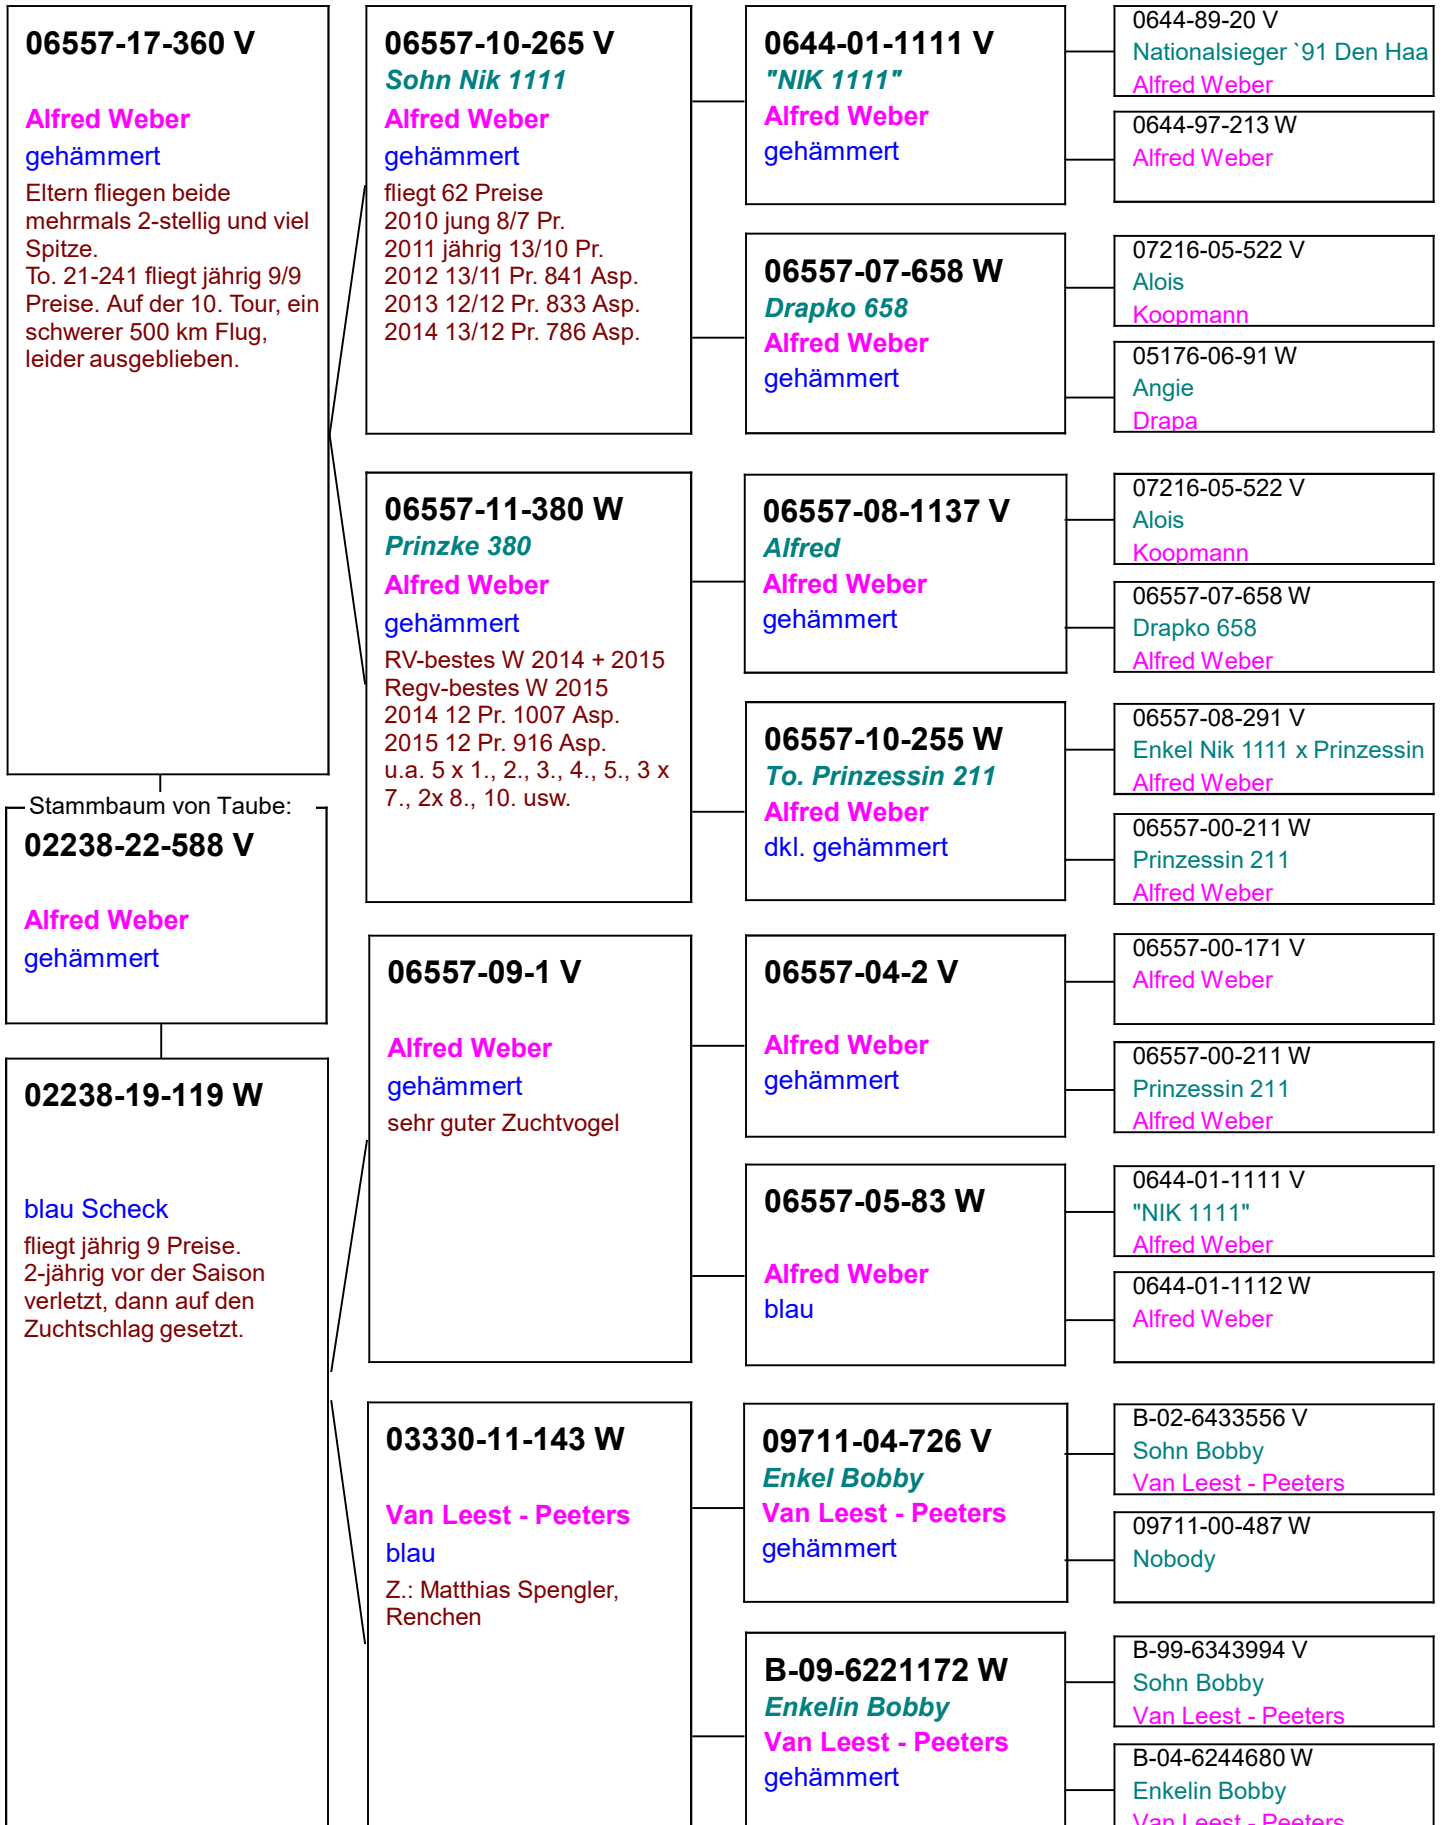 06557-17-360 V
Alfred Weber
gehämmert
Eltern fliegen beide
mehrmals 2-stellig und viel
Spitze.
To. 21-241 fliegt jährig 9/9
Preise. Auf der 10. Tour, ein
schwerer 500 km Flug,
leider ausgeblieben.
Stammbaum von Taube:
02238-22-588 V
Alfred Weber
gehämmert
02238-19-119 W
blau Scheck
fliegt jährig 9 Preise.
2-jährig vor der Saison
verletzt, dann auf den
Zuchtschlag gesetzt.
06557-10-265 V
Sohn Nik 1111
Alfred Weber
gehämmert
fliegt 62 Preise
2010 jung 8/7 Pr.
2011 jährig 13/10 Pr.
2012 13/11 Pr. 841 Asp.
2013 12/12 Pr. 833 Asp.
2014 13/12 Pr. 786 Asp.
06557-11-380 W
Prinzke 380
Alfred Weber
gehämmert
RV-bestes W 2014 + 2015
Regv-bestes W 2015
2014 12 Pr. 1007 Asp.
2015 12 Pr. 916 Asp.
u.a. 5 x 1., 2., 3., 4., 5., 3 x
7., 2x 8., 10. usw.
06557-09-1 V
Alfred Weber
gehämmert
sehr guter Zuchtvogel
03330-11-143 W
Van Leest - Peeters
blau
Z.: Matthias Spengler,
Renchen
0644-01-1111 V
"NIK 1111"
Alfred Weber
gehämmert
06557-07-658 W
Drapko 658
Alfred Weber
gehämmert
06557-08-1137 V
Alfred
Alfred Weber
gehämmert
06557-10-255 W
To. Prinzessin 211
Alfred Weber
dkl. gehämmert
06557-04-2 V
Alfred Weber
gehämmert
06557-05-83 W
Alfred Weber
blau
09711-04-726 V
Enkel Bobby
Van Leest - Peeters
gehämmert
B-09-6221172 W
Enkelin Bobby
Van Leest - Peeters
gehämmert
0644-89-20 V
Nationalsieger `91 Den Haa
Alfred Weber
0644-97-213 W
Alfred Weber
07216-05-522 V
Alois
Koopmann
05176-06-91 W
Angie
Drapa
07216-05-522 V
Alois
Koopmann
06557-07-658 W
Drapko 658
Alfred Weber
06557-08-291 V
Enkel Nik 1111 x Prinzessin
Alfred Weber
06557-00-211 W
Prinzessin 211
Alfred Weber
06557-00-171 V
Alfred Weber
06557-00-211 W
Prinzessin 211
Alfred Weber
0644-01-1111 V
"NIK 1111"
Alfred Weber
0644-01-1112 W
Alfred Weber
B-02-6433556 V
Sohn Bobby
Van Leest - Peeters
09711-00-487 W
Nobody
B-99-6343994 V
Sohn Bobby
Van Leest - Peeters
B-04-6244680 W
Enkelin Bobby
Van Leest - Peeters